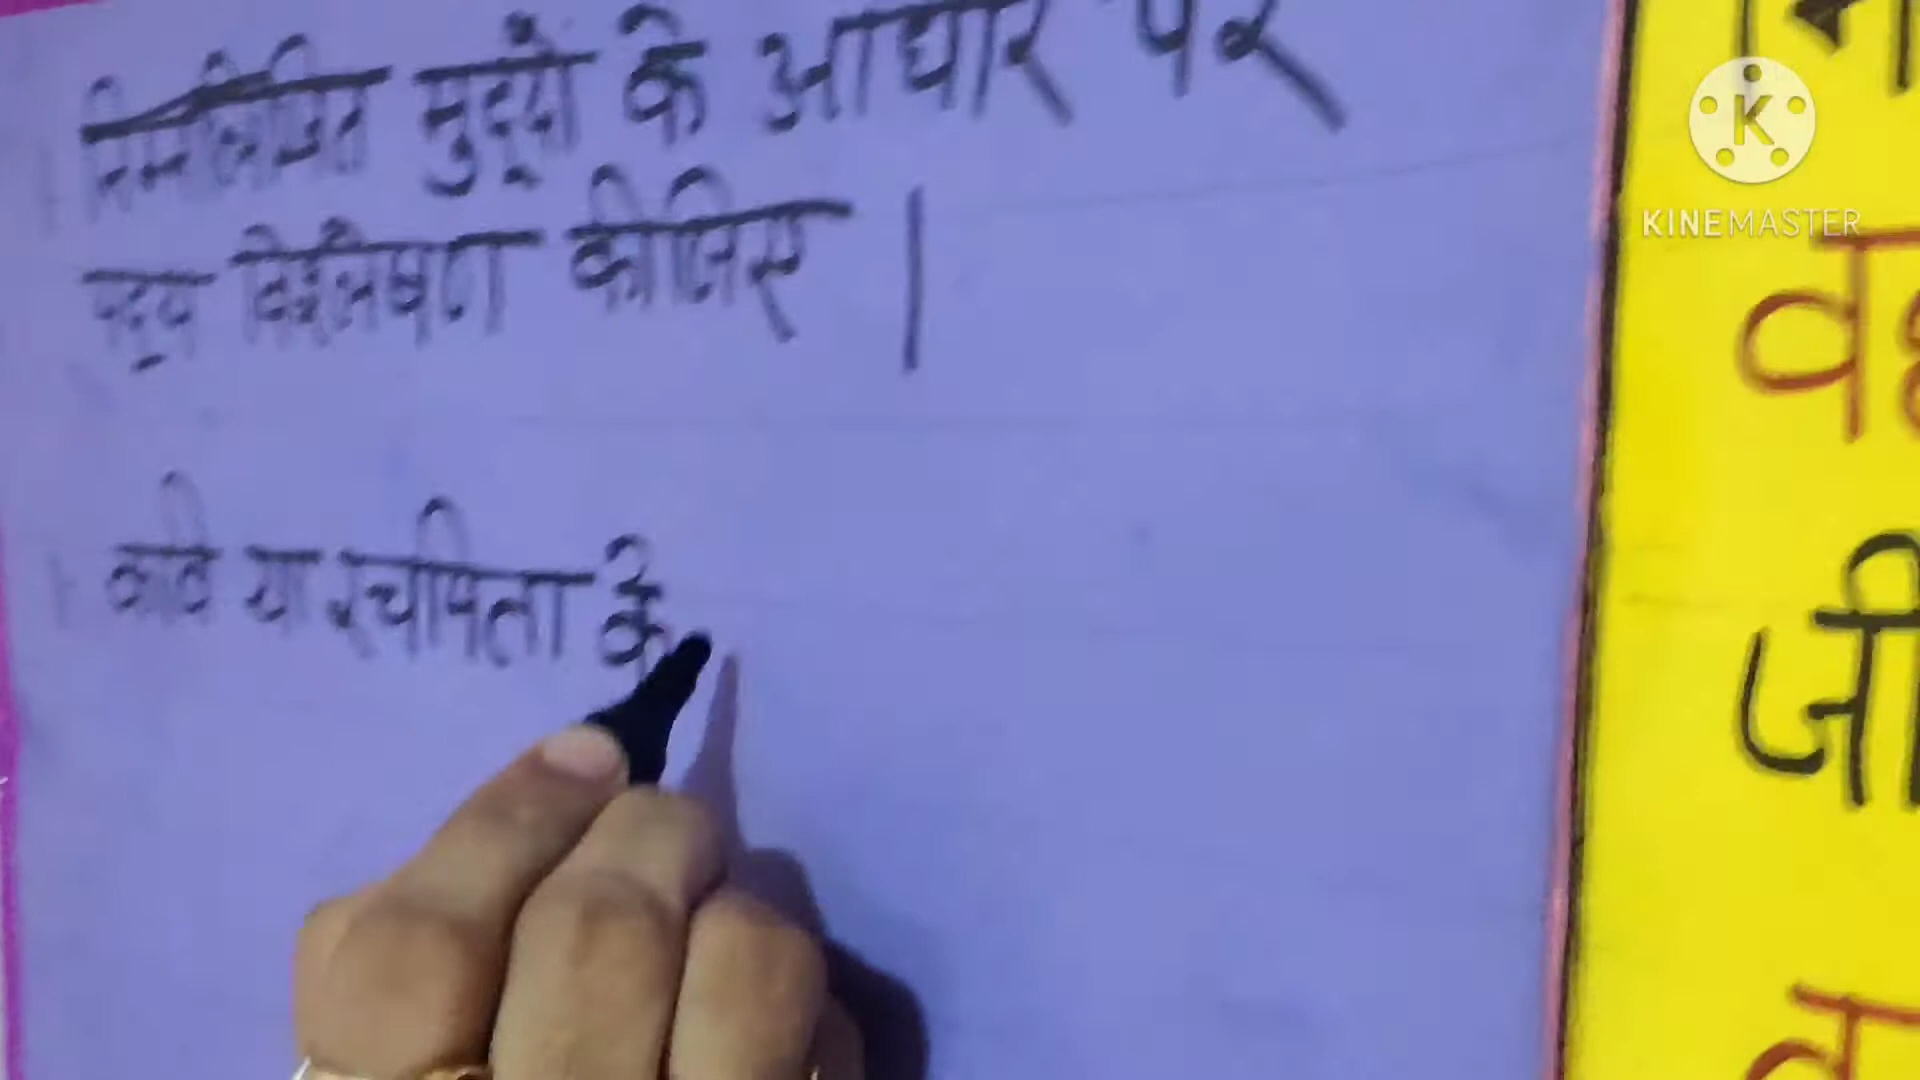 निम्नलिखित मुद्दों के आधार पर
पद्य विश्लेषण कीजिए |
कवि या रचयिता के
KINEMASTER
जी